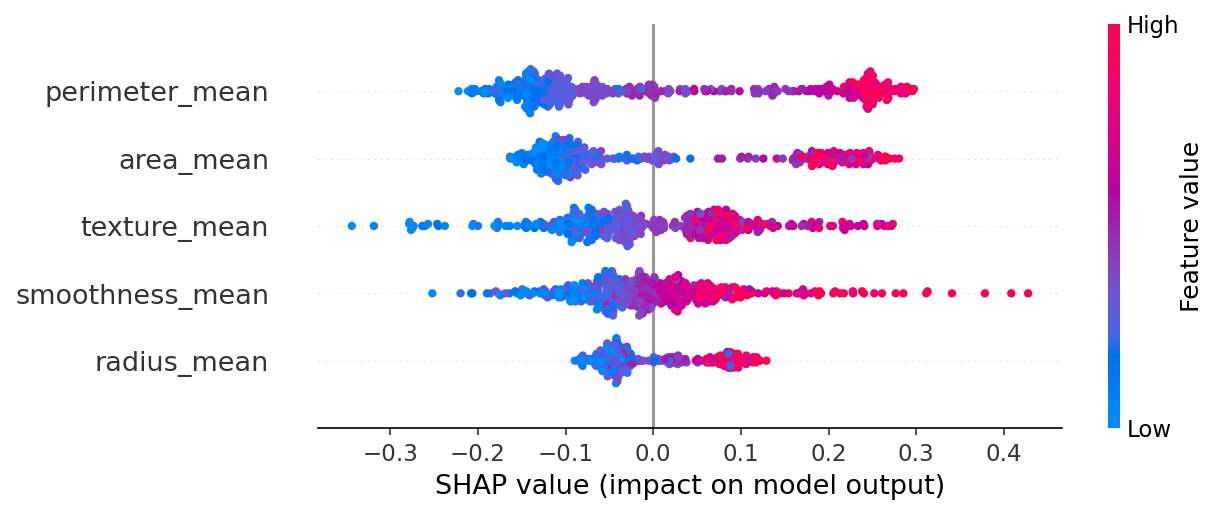 High
perimeter_mean
area_mean
texture_mean
smoothness_mean
radius_mean
Feature value
Low
−0.3 −0.2 −0.1 0.0 0.1 0.2 0.3 0.4
SHAP value (impact on model output)